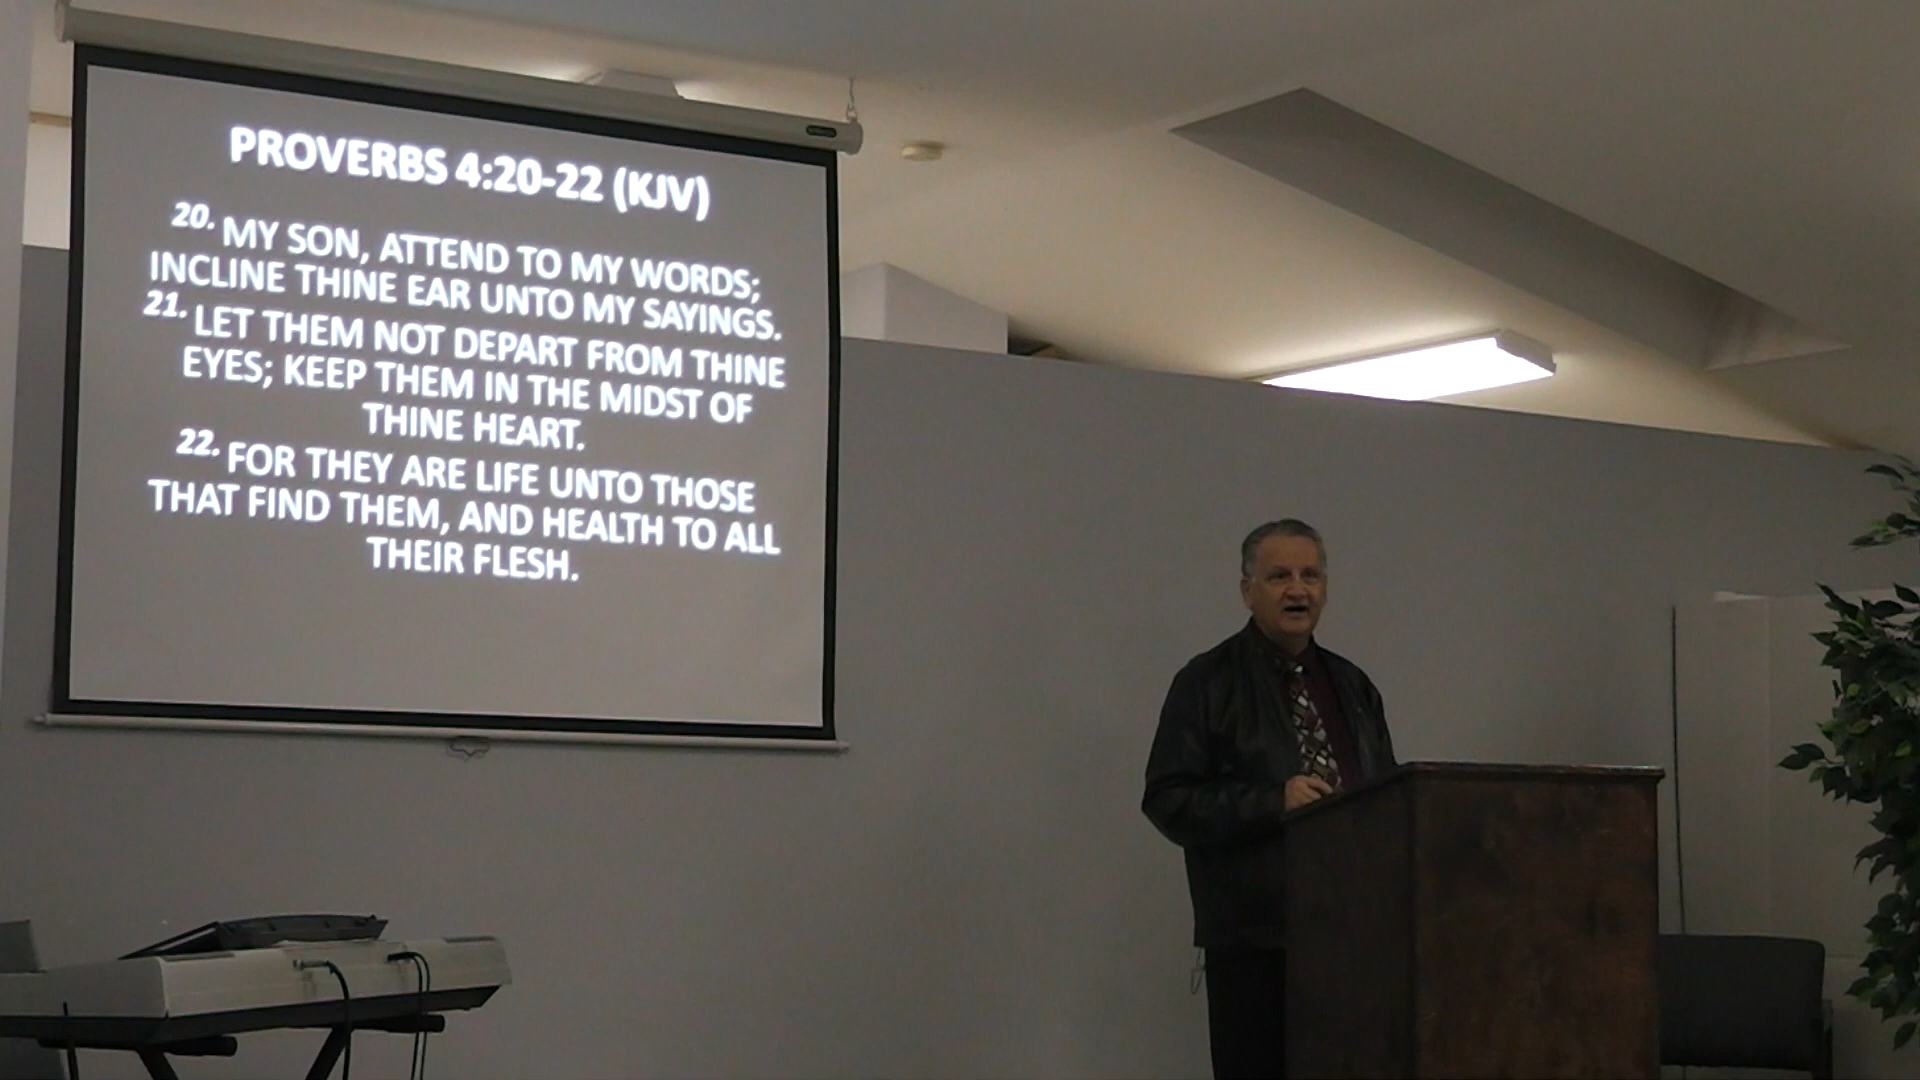 PROVERBS 4:20-22 (KJV)
20. MY SON, ATTEND TO MY WORDS;
INCLINE THINE EAR UNTO MY SAYINGS.
21. LET THEM NOT DEPART FROM THINE
EYES; KEEP THEM IN THE MIDST OF
THINE HEART.
22. FOR THEY ARE LIFE UNTO THOSE
THAT FIND THEM, AND HEALTH TO ALL
THEIR FLESH.